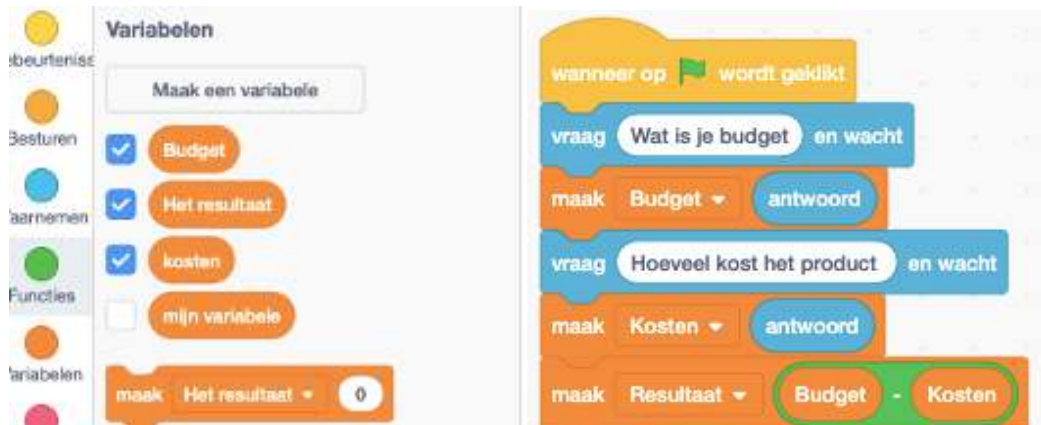 Variabelen
Maak een variabele
Budget
Het resultaat
kosten
mijn variabele
maak Het resultaat 0
ebeurteniss
Besturen
aarnemen
Functies
ariabelen
wanneer op wordt geklikt
vraag Wat is je budget en wacht
maak Budget antwoord
vraag Hoeveel kost het product en wacht
maak Kosten antwoord
maak Resultaat Budget - Kosten